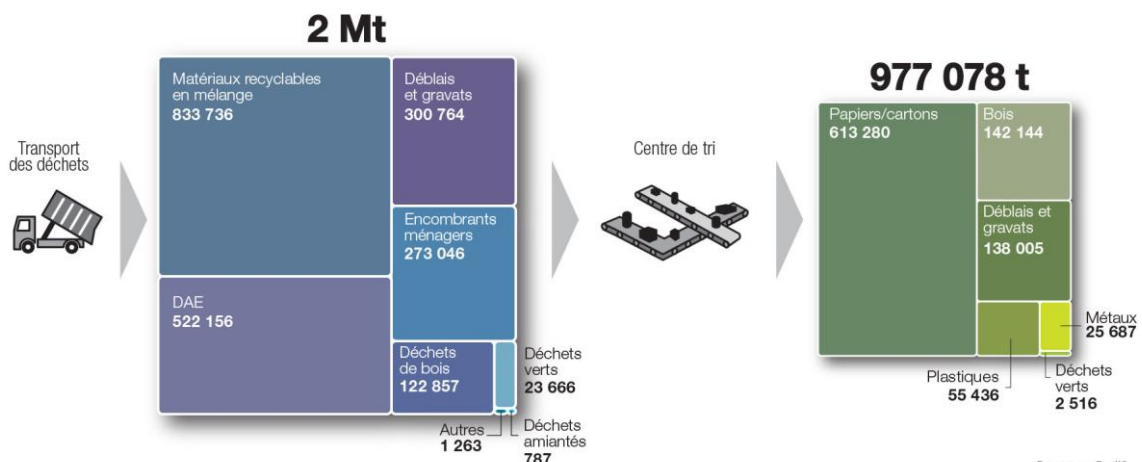 2 Mt
977 078 t
Transport
des déchets
Matériaux recyclables
en mélange
833 736
Déblais
et gravats
300 764
Encombrants
ménagers
273 046
DAE
522 156
Déchets
de bois
122 857
Déchets
verts
23 666
Autres
1 263
Déchets
amiantés
787
Centre de tri
Papiers/cartons
613 280
Bois
142 144
Déblais et
gravats
138 005
Métaux
25 687
Plastiques
55 436
Déchets
verts
2 516